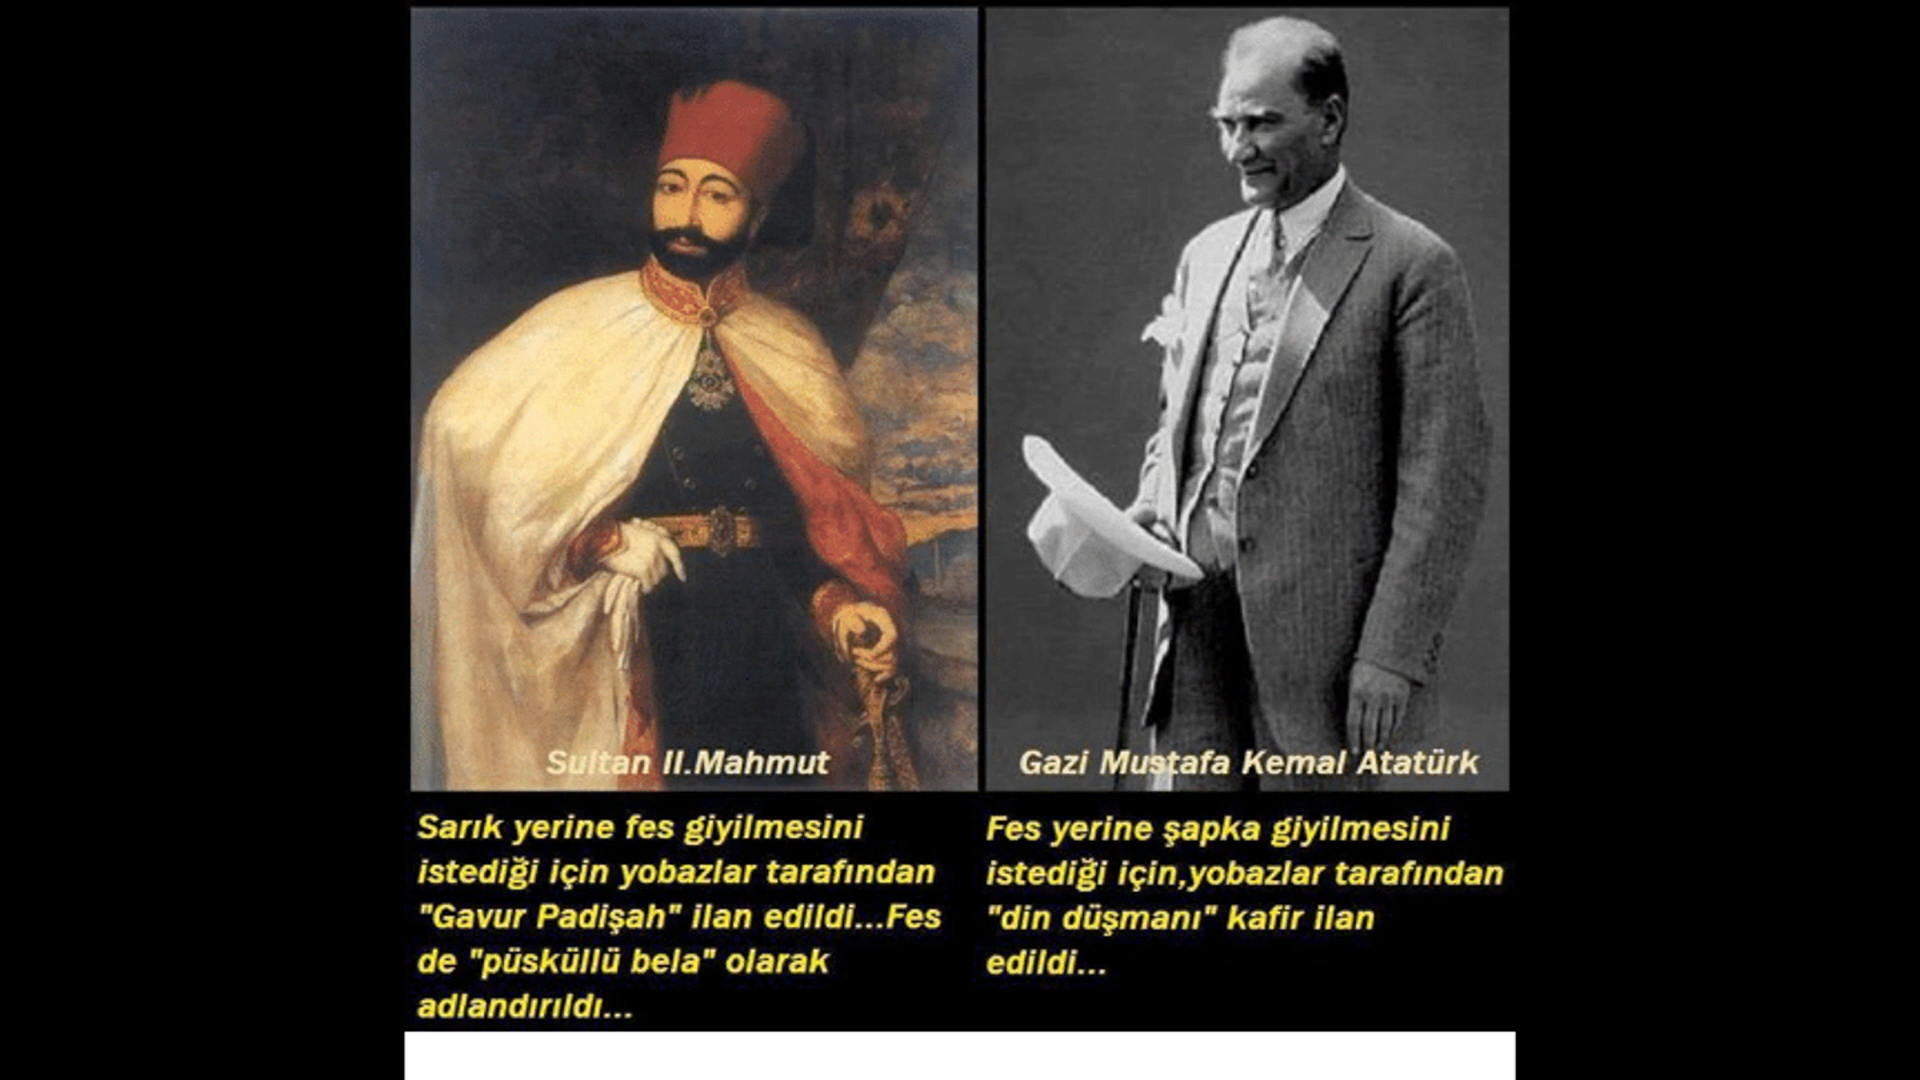 Sultan II.Mahmut
Sarık yerine fes giyilmesini
istediği için yobazlar tarafından
"Gavur Padişah" ilan edildi...Fes
de "püsküllü bela" olarak
adlandırıldı...
Gazi Mustafa Kemal Atatürk
Fes yerine şapka giyilmesini
istediği için,yobazlar tarafından
"din düşmanı" kafir ilan
edildi...